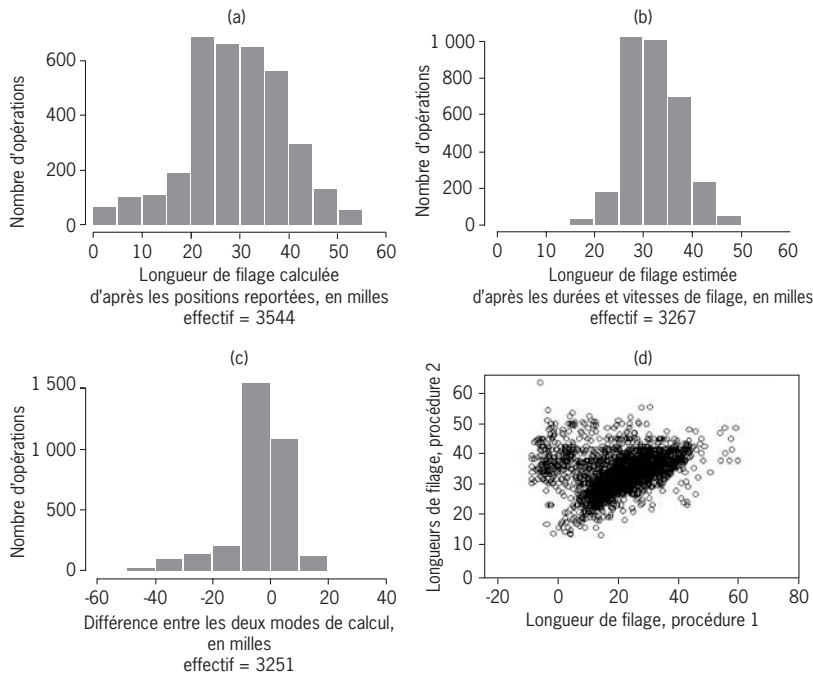 (a)
Nombre d'opérations
600
400
200
0
0 10 20 30 40 50 60
Longueur de filage calculée
d'après les positions reportées, en milles
effectif = 3544
(b)
Nombre d'opérations
1 000
800
600
400
200
0
0 10 20 30 40 50 60
Longueur de filage estimée
d'après les durées et vitesses de filage, en milles
effectif = 3267
(c)
Nombre d'opérations
1 500
1 000
500
0
-60 -40 -20 0 20 40
Différence entre les deux modes de calcul,
en milles
effectif = 3251
(d)
Longueurs de filage, procédure 2
60
50
40
30
20
10
0
-20 0 20 40 60 80
Longueur de filage, procédure 1